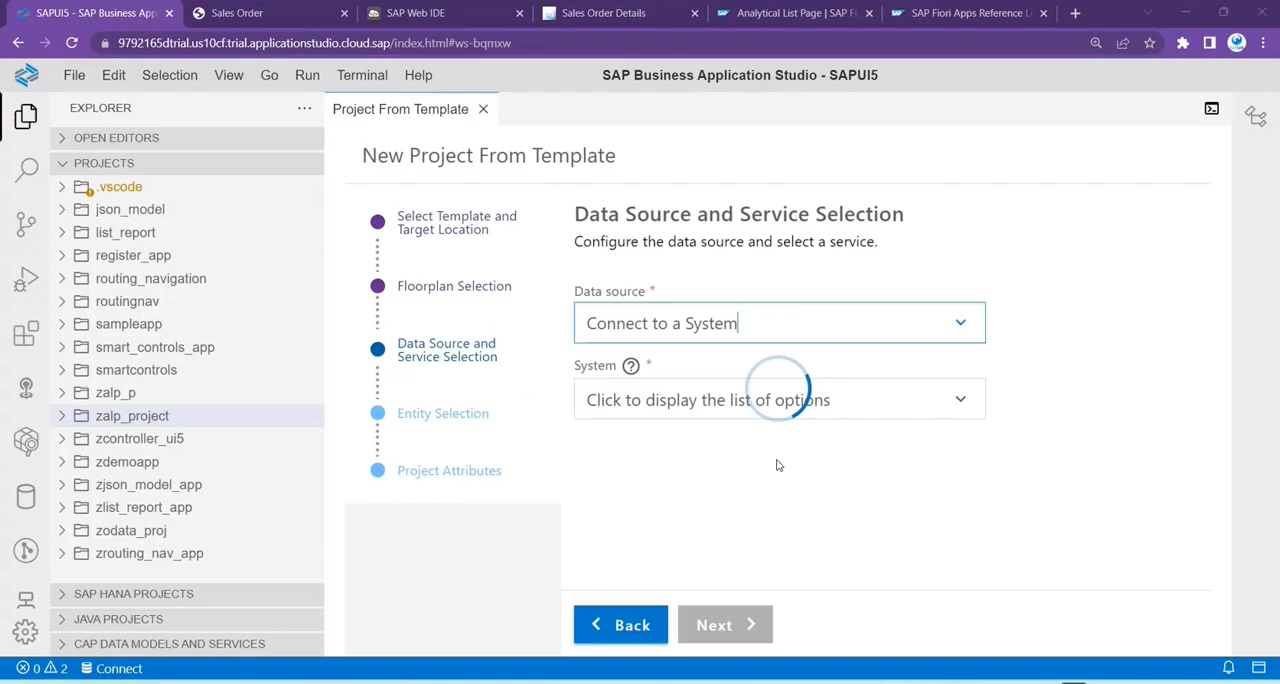 SAPUI5 - SAP Business App
Sales Order
SAP Web IDE
Sales Order Details
Analytical List Page | SAP Fi
SAP Fiori Apps Reference Li
9792165dtrial.us10cf.trial.applicationstudio.cloud.sap/index.html#ws-bqmxw
File Edit Selection View Go Run Terminal Help
SAP Business Application Studio - SAPUI5
EXPLORER
Project From Template
OPEN EDITORS
PROJECTS
.vscode
json_model
list_report
register_app
routing_navigation
routingnav
sampleapp
smart_controls_app
smartcontrols
zalp_p
zalp_project
zcontroller_ui5
zdemoapp
zjson_model_app
zlist_report_app
zodata_proj
zrouting_nav_app
SAP HANA PROJECTS
JAVA PROJECTS
CAP DATA MODELS AND SERVICES
New Project From Template
Select Template and
Target Location
Floorplan Selection
Data Source and
Service Selection
Entity Selection
Project Attributes
Data Source and Service Selection
Configure the data source and select a service.
Data source *
Connect to a System
System ? *
Click to display the list of options
Back
Next
0 2 Connect